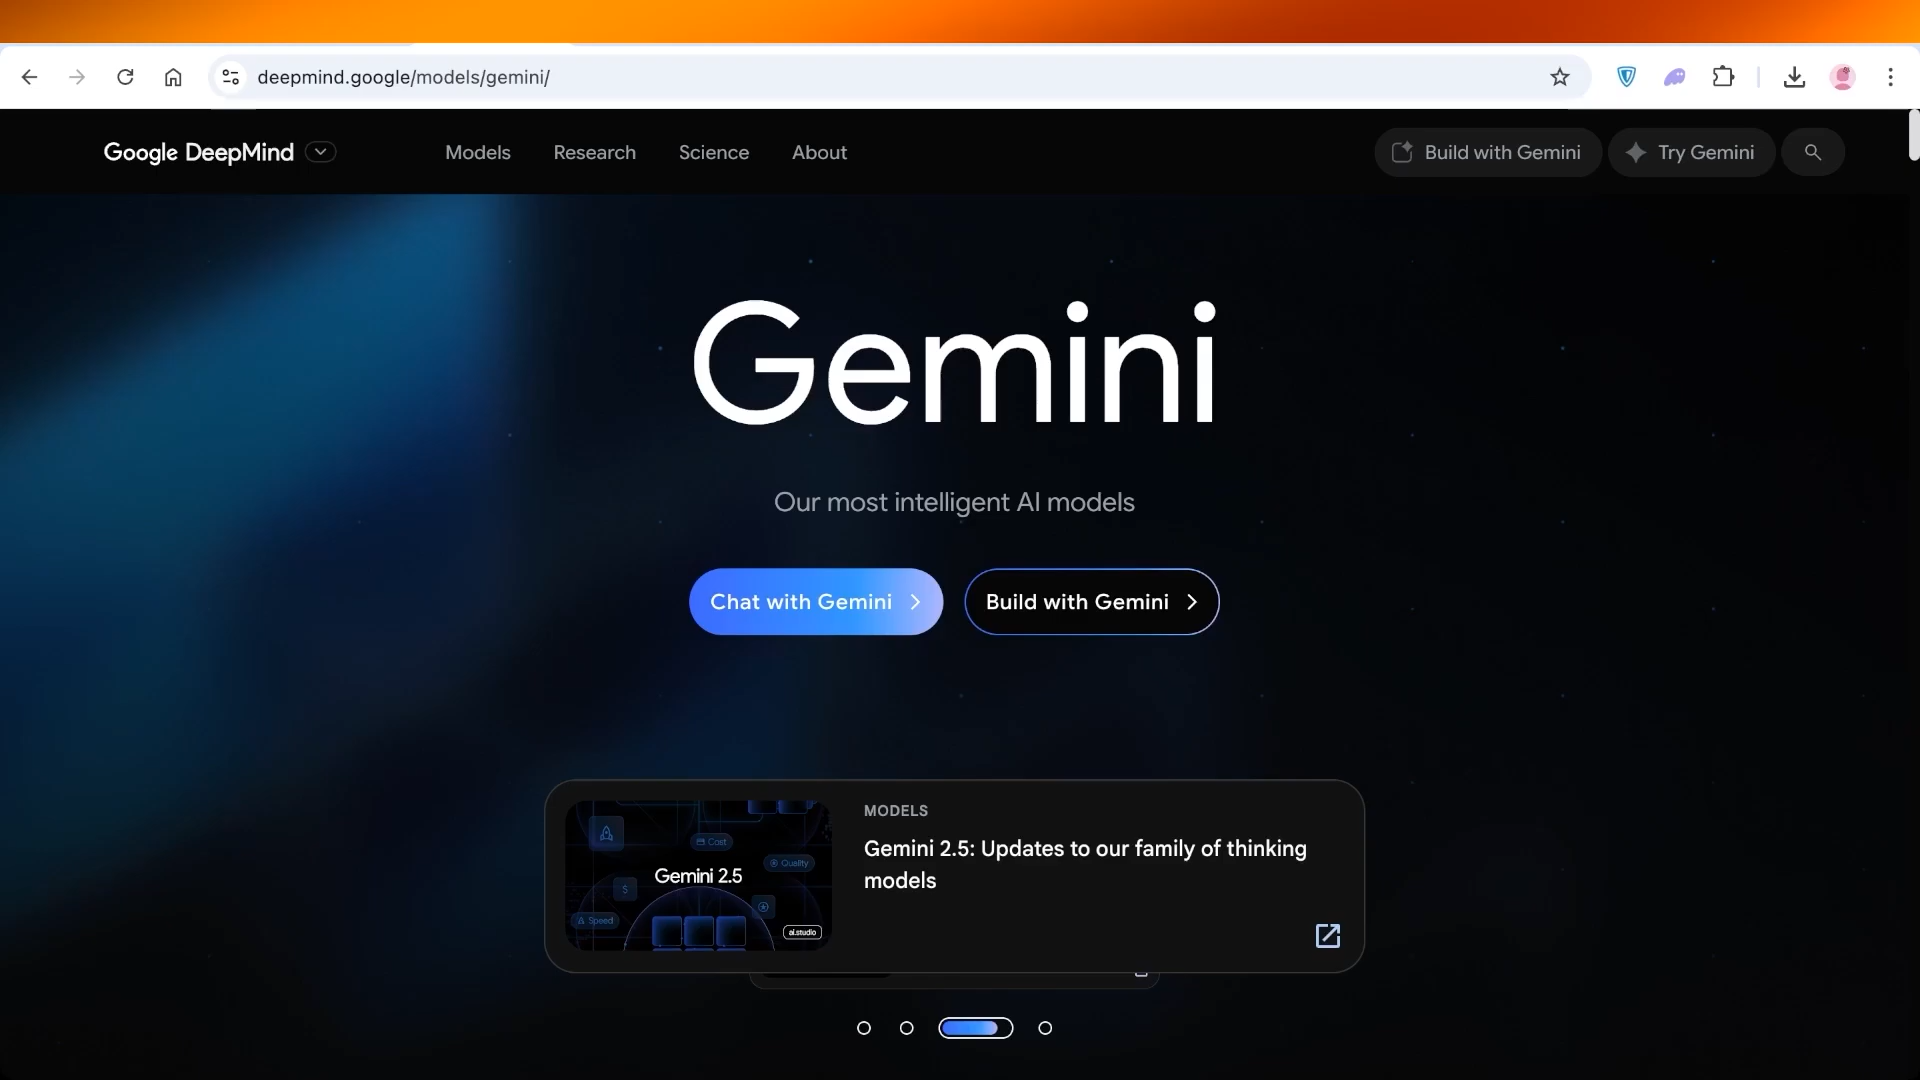 deepmind.google/models/gemini/
Google DeepMind
Models
Research
Science
About
Build with Gemini
Try Gemini
Gemini
Our most intelligent AI models
Chat with Gemini
Build with Gemini
Cost
Quality
Gemini 2.5
$
Speed
ai.studio
MODELS
Gemini 2.5: Updates to our family of thinking
models